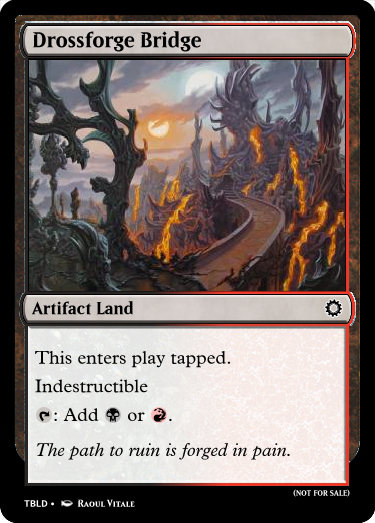 Drossforge Bridge
Artifact Land
This enters play tapped.
Indestructible
: Add or .
The path to ruin is forged in pain.
(NOT FOR SALE)
TBLD • Raoul Vitale